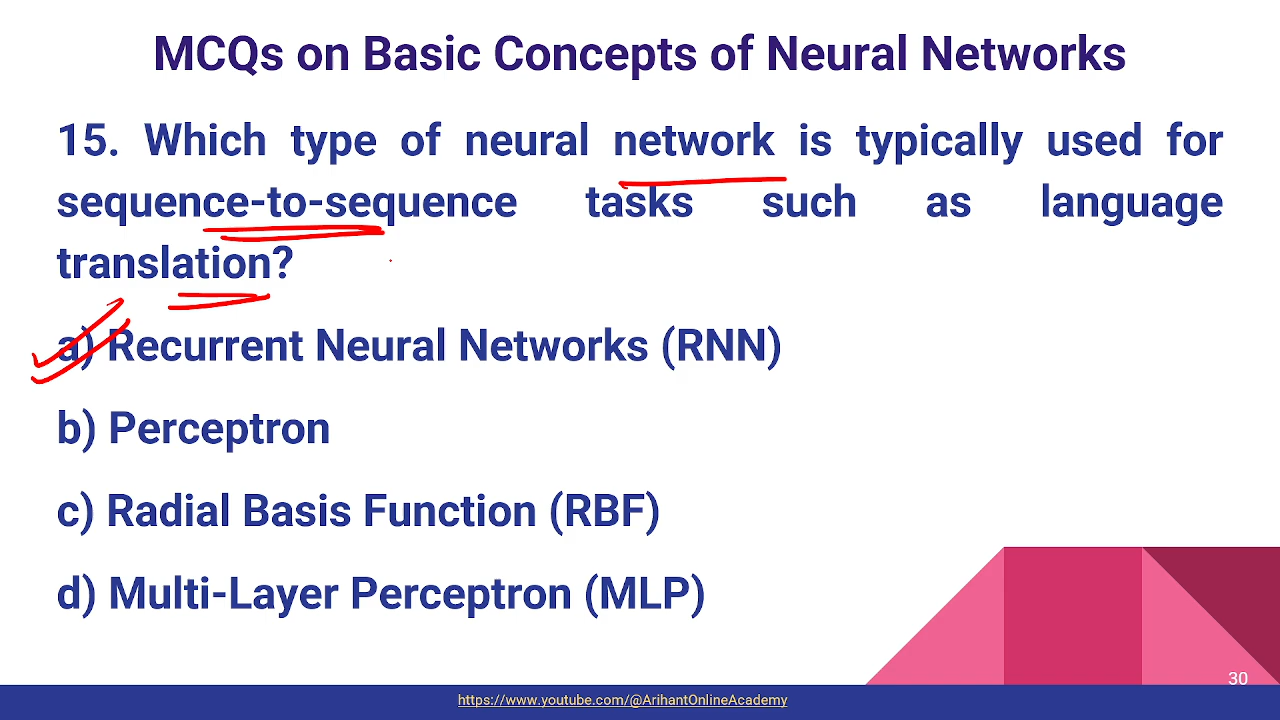 MCQs on Basic Concepts of Neural Networks
15. Which type of neural network is typically used for
sequence-to-sequence tasks such as language
translation?
a) Recurrent Neural Networks (RNN)
b) Perceptron
c) Radial Basis Function (RBF)
d) Multi-Layer Perceptron (MLP)
30
https://www.youtube.com/@ArihantOnlineAcademy